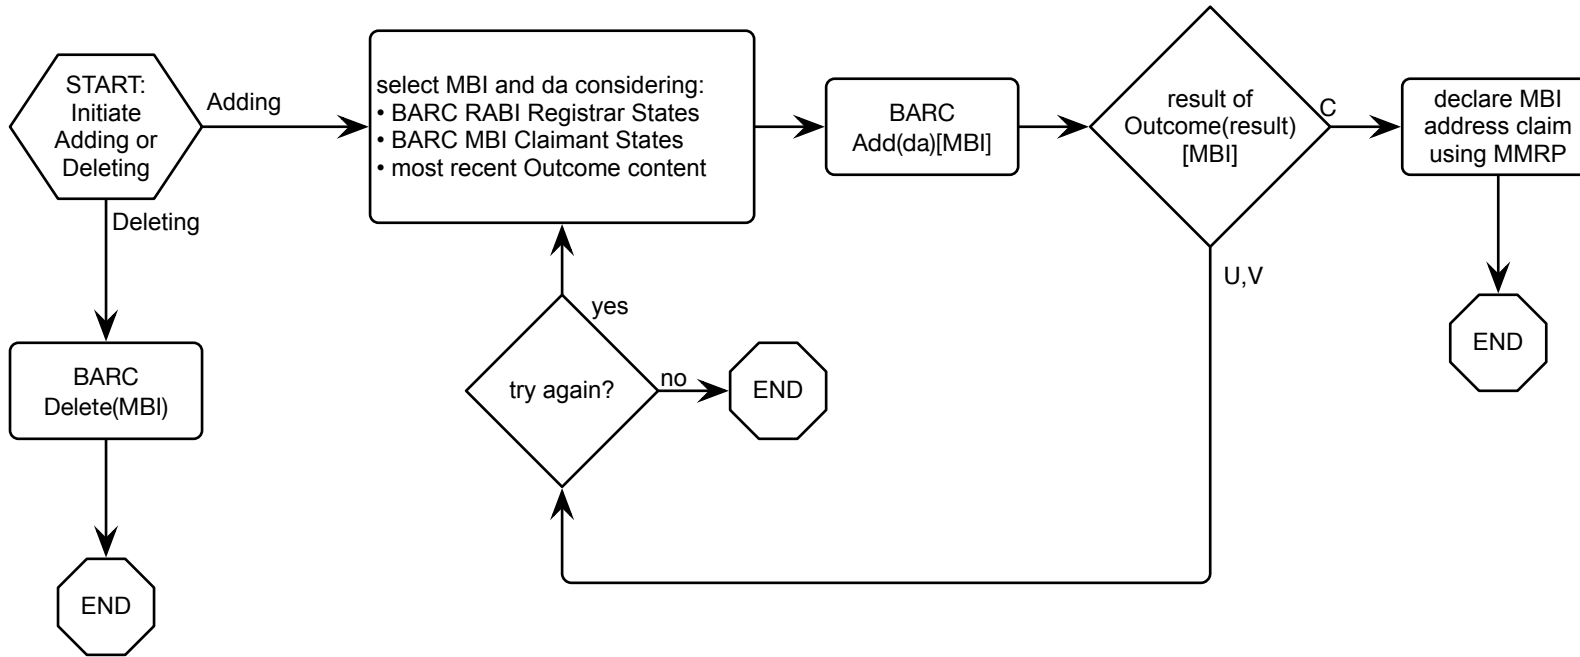 START:
Initiate
Adding or
Deleting
Adding
select MBI and da considering:
• BARC RABI Registrar States
• BARC MBI Claimant States
• most recent Outcome content
BARC
Add(da)[MBI]
result of
Outcome(result)
[MBI]
C
declare MBI
address claim
using MMRP
Deleting
U,V
yes
try again?
no
END
END
BARC
Delete(MBI)
END